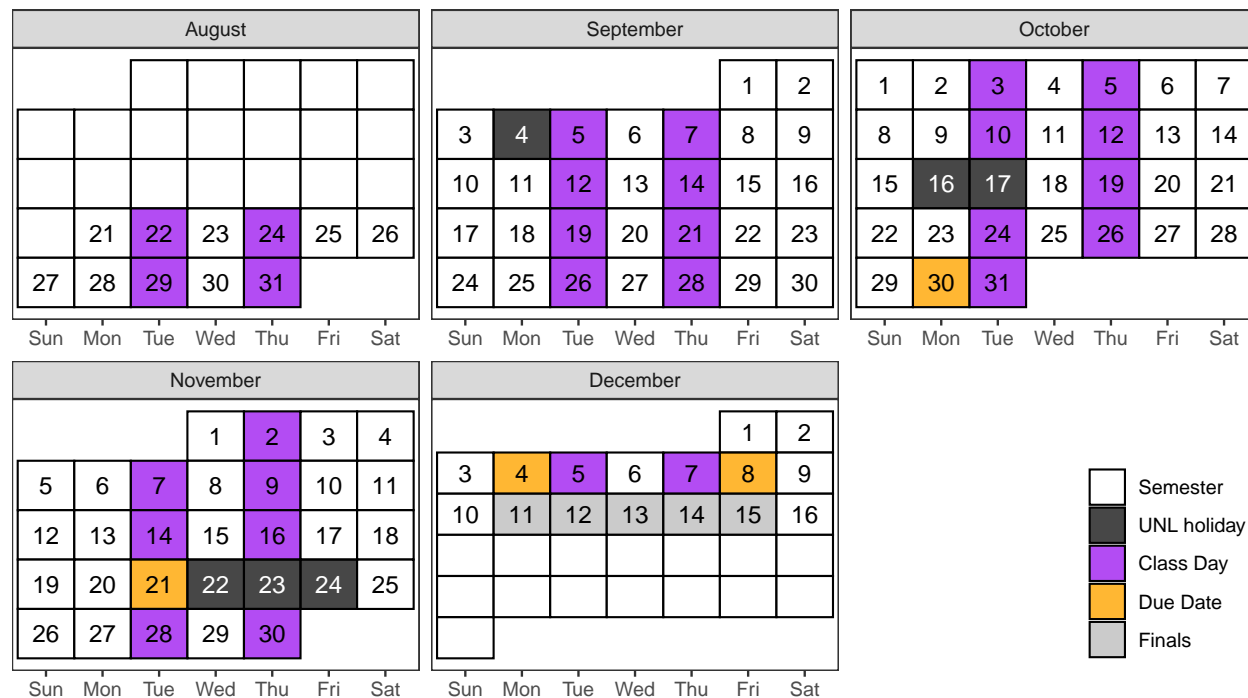 August
21 22 23 24 25 26
27 28 29 30 31
Sun Mon Tue Wed Thu Fri Sat
September
1 2
3 4 5 6 7 8 9
10 11 12 13 14 15 16
17 18 19 20 21 22 23
24 25 26 27 28 29 30
Sun Mon Tue Wed Thu Fri Sat
October
1 2 3 4 5 6 7
8 9 10 11 12 13 14
15 16 17 18 19 20 21
22 23 24 25 26 27 28
29 30 31
Sun Mon Tue Wed Thu Fri Sat
November
1 2 3 4
5 6 7 8 9 10 11
12 13 14 15 16 17 18
19 20 21 22 23 24 25
26 27 28 29 30
Sun Mon Tue Wed Thu Fri Sat
December
1 2
3 4 5 6 7 8 9
10 11 12 13 14 15 16
Sun Mon Tue Wed Thu Fri Sat
Semester
UNL holiday
Class Day
Due Date
Finals